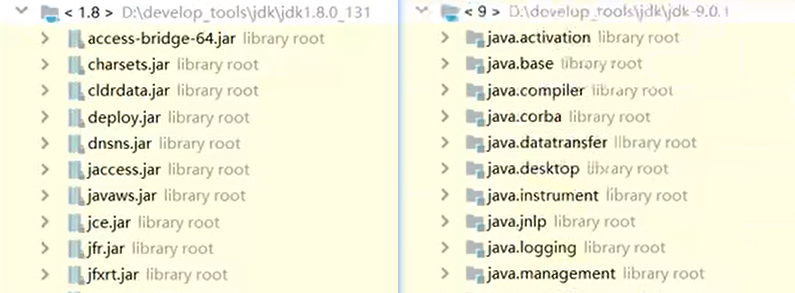 < 1.8 > D:\develop_tools\jdk\jdk1.8.0_131
access-bridge-64.jar library root
charsets.jar library root
cldrdata.jar library root
deploy.jar library root
dnsns.jar library root
jaccess.jar library root
javaws.jar library root
jce.jar library root
jfr.jar library root
jfxrt.jar library root
< 9 > D:\develop_tools\jdk\jdk-9.0.1
java.activation library root
java.base library root
java.compiler library root
java.corba library root
java.datatransfer library root
java.desktop library root
java.instrument library root
java.jnlp library root
java.logging library root
java.management library root